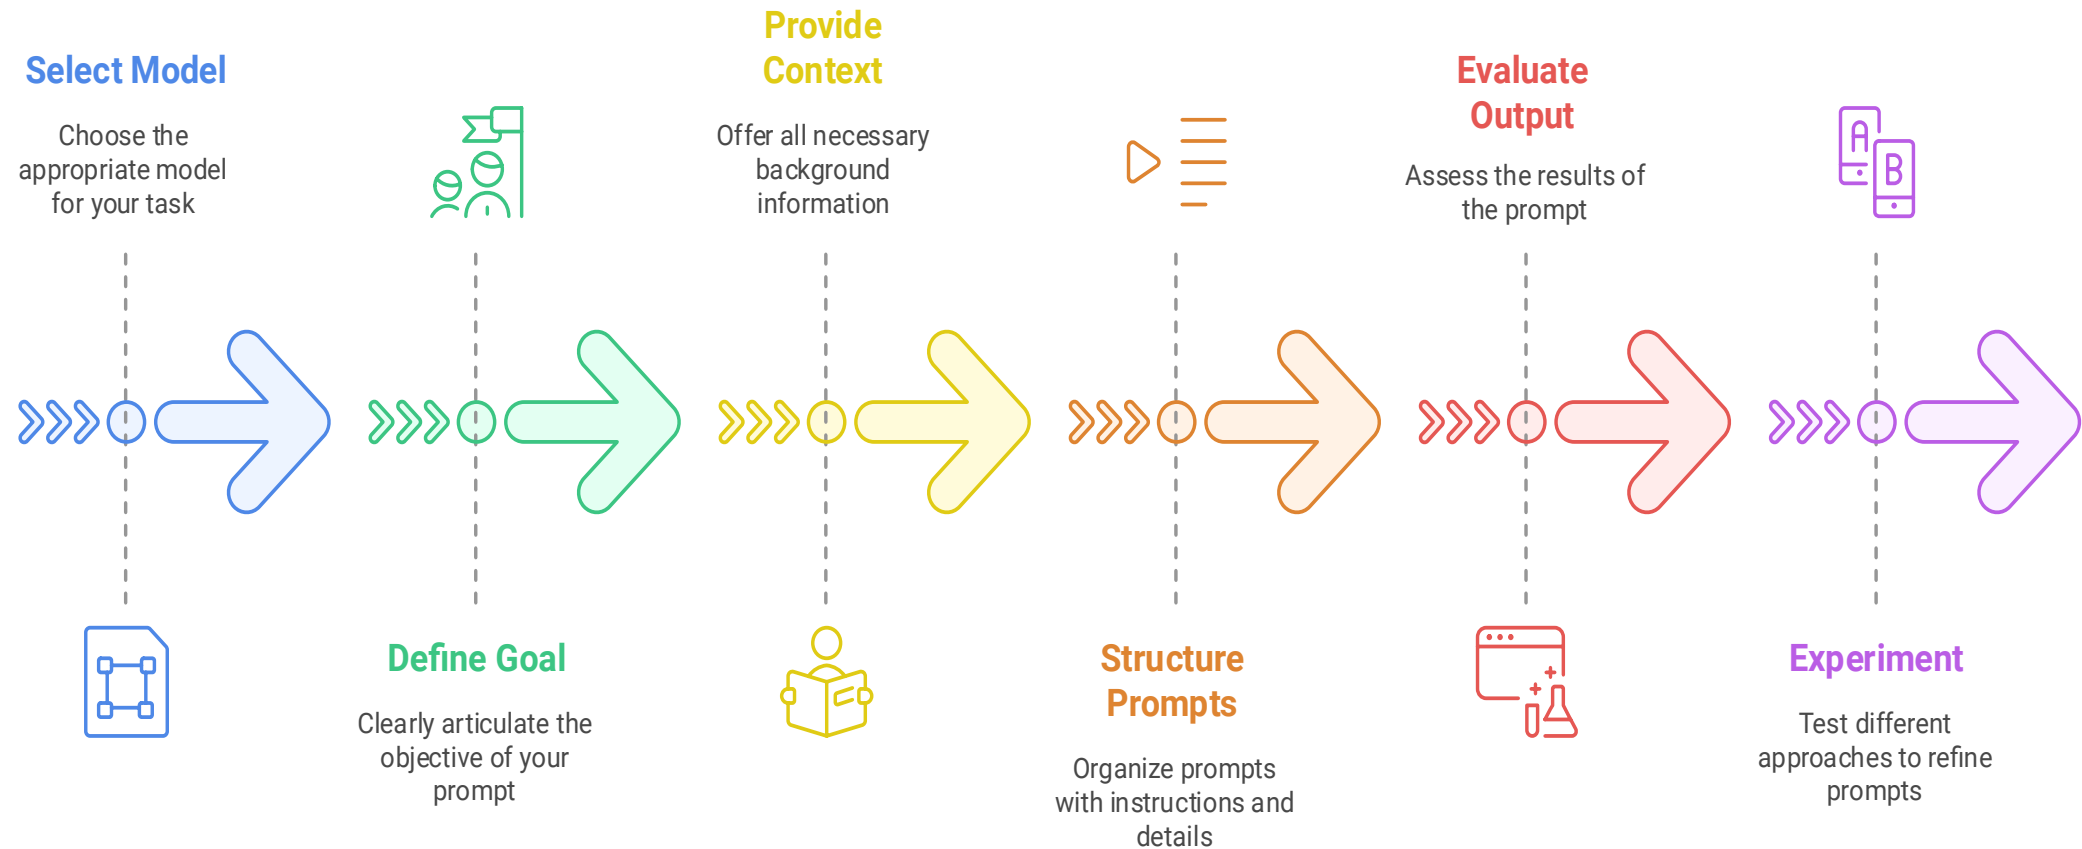 Select Model
Choose the
appropriate model
for your task
Define Goal
Clearly articulate the
objective of your
prompt
Provide
Context
Offer all necessary
background
information
Structure
Prompts
Organize prompts
with instructions and
details
Evaluate
Output
Assess the results of
the prompt
A
B
Experiment
Test different
approaches to refine
prompts